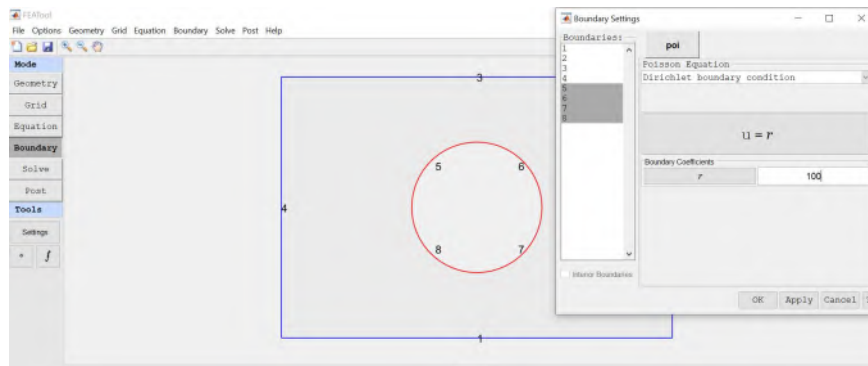 FEATool
File Options Geometry Grid Equation Boundary Solve Post Help
Mode
Geometry
Grid
Equation
Boundary
Solve
Post
Tools
Settings
+ ∫
3
4
5
6
8
7
1
Boundary Settings
Boundaries:
1
2
3
4
5
6
7
8
Interior Boundaries
poi
Poisson Equation
Dirichlet boundary condition
u = r
Boundary Coefficients
r 100
OK Apply Cancel